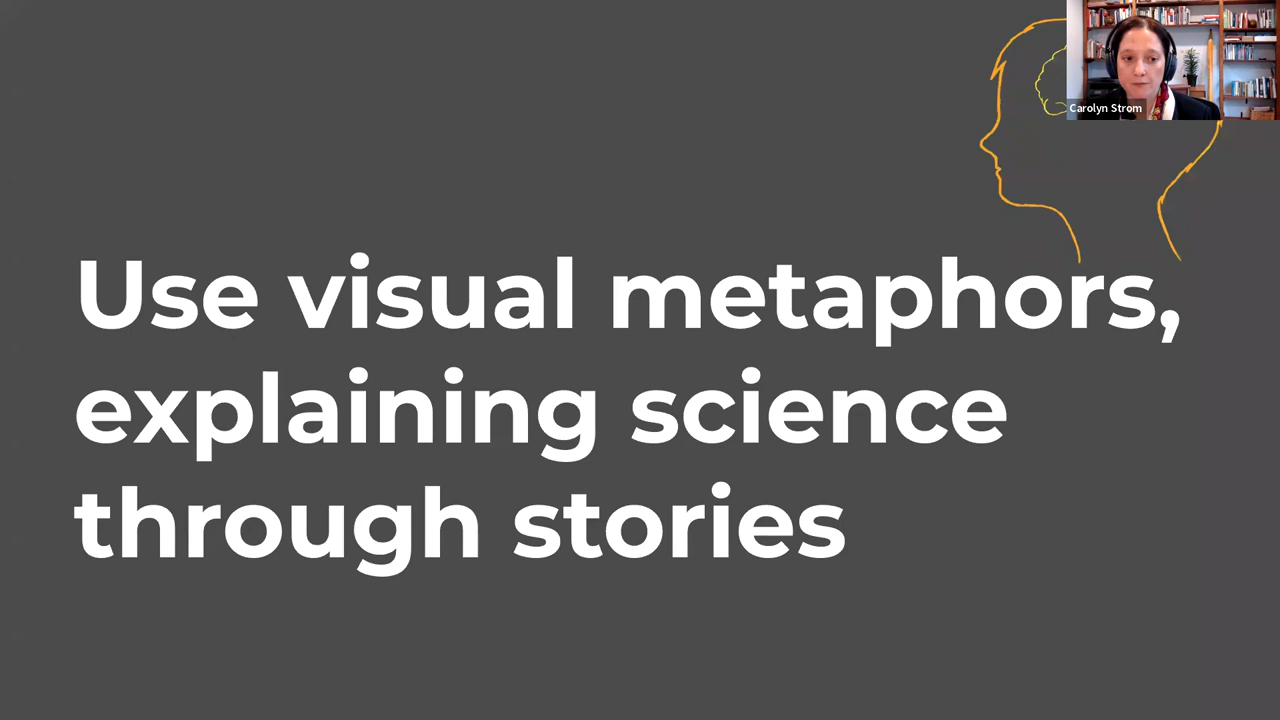 Carolyn Strom
Use visual metaphors,
explaining science
through stories